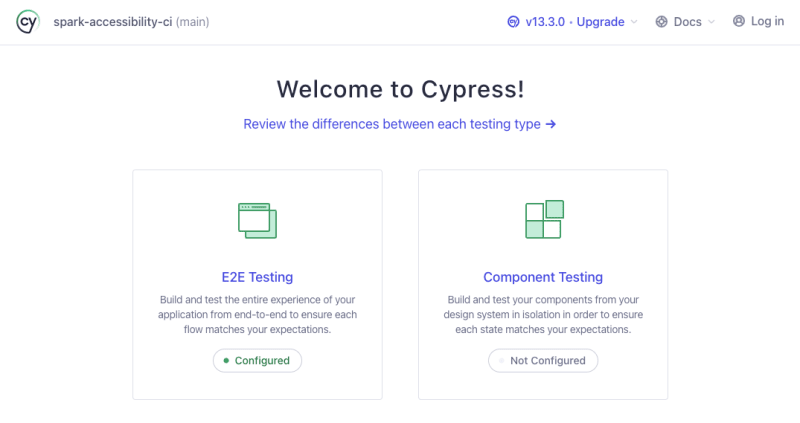 cy spark-accessibility-ci (main) cy v13.3.0 • Upgrade Docs Log in
Welcome to Cypress!
Review the differences between each testing type →
E2E Testing
Build and test the entire experience of your
application from end-to-end to ensure each
flow matches your expectations.
Configured
Component Testing
Build and test your components from your
design system in isolation in order to ensure
each state matches your expectations.
Not Configured